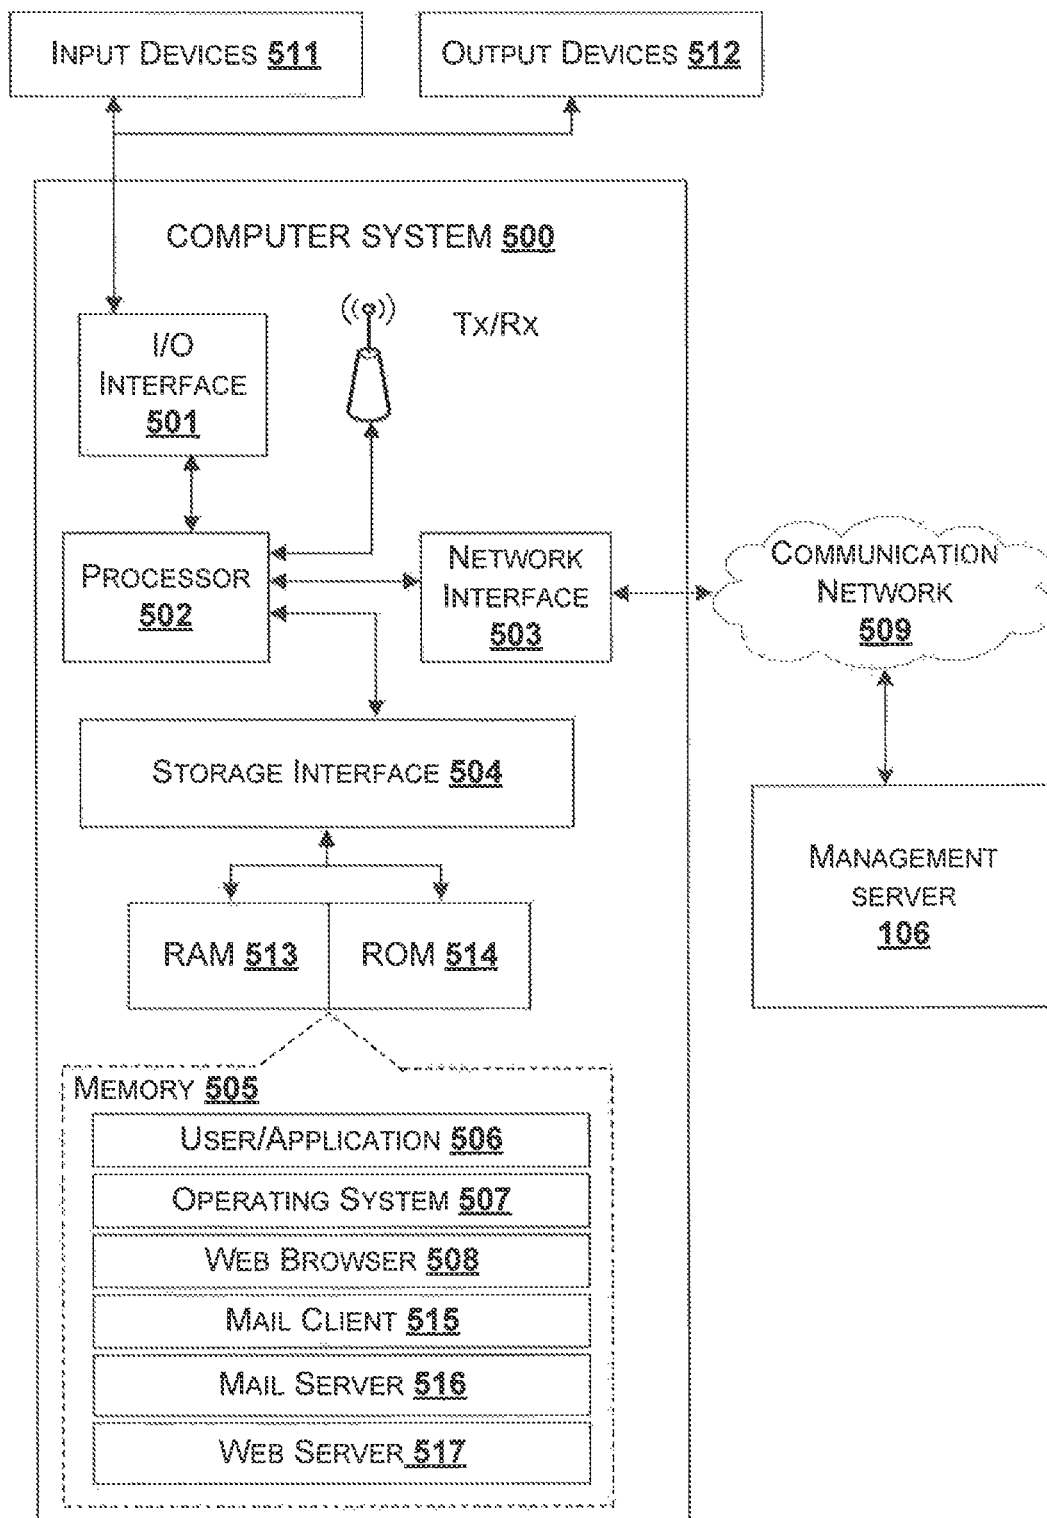 INPUT DEVICES 511
OUTPUT DEVICES 512
COMPUTER SYSTEM 500
Tx/Rx
I/O
INTERFACE
501
PROCESSOR
502
NETWORK
INTERFACE
503
COMMUNICATION
NETWORK
509
STORAGE INTERFACE 504
MANAGEMENT
SERVER
106
RAM 513
ROM 514
MEMORY 505
USER/APPLICATION 506
OPERATING SYSTEM 507
WEB BROWSER 508
MAIL CLIENT 515
MAIL SERVER 516
WEB SERVER 517